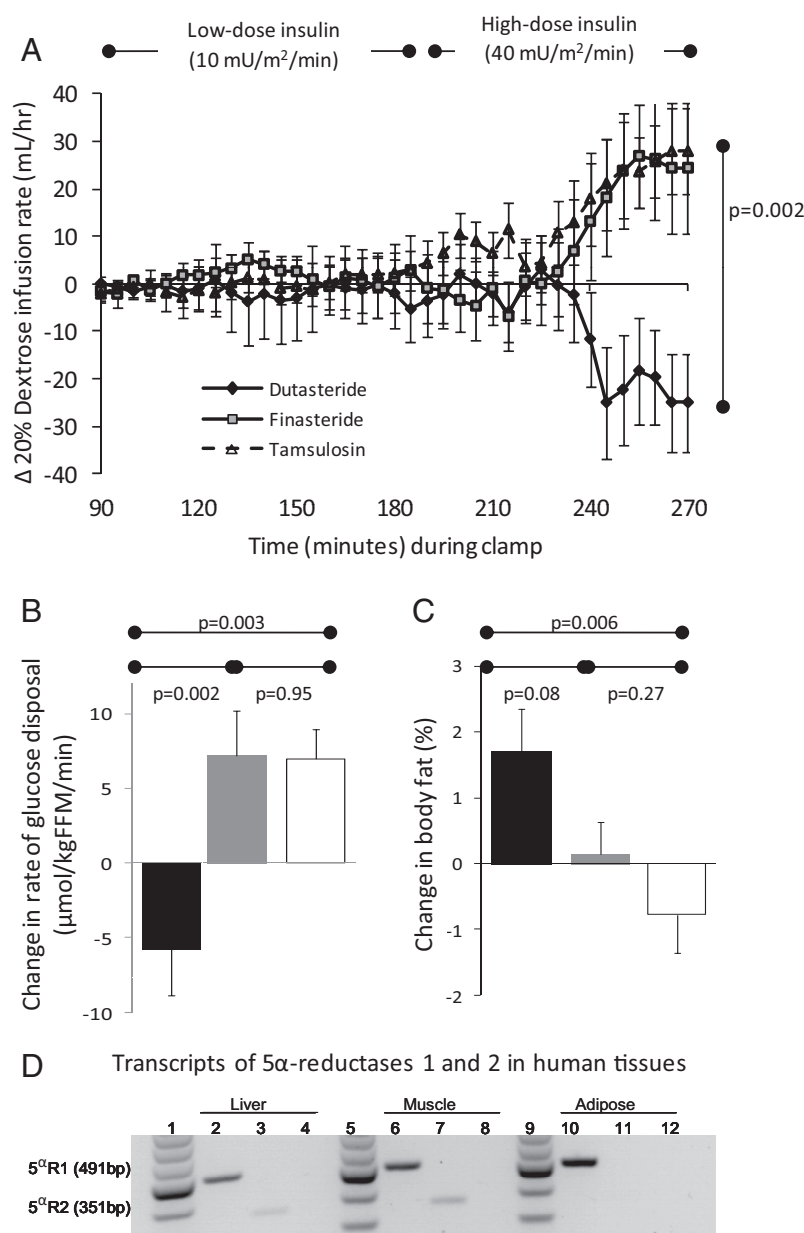 A
Low-dose insulin
(10 mU/m²/min)
High-dose insulin
(40 mU/m²/min)
Δ 20% Dextrose infusion rate (mL/hr)
40
30
20
10
0
-10
-20
-30
-40
p=0.002
Dutasteride
Finasteride
Tamsulosin
90 120 150 180 210 240 270
Time (minutes) during clamp
B
p=0.003
p=0.002 p=0.95
Change in rate of glucose disposal
(µmol/kgFFM/min)
10
5
0
-5
-10
C
p=0.006
p=0.08 p=0.27
Change in body fat (%)
3
2
1
0
-1
-2
D Transcripts of 5α-reductases 1 and 2 in human tissues
Liver Muscle Adipose
1 2 3 4 5 6 7 8 9 10 11 12
5αR1 (491bp)
5αR2 (351bp)